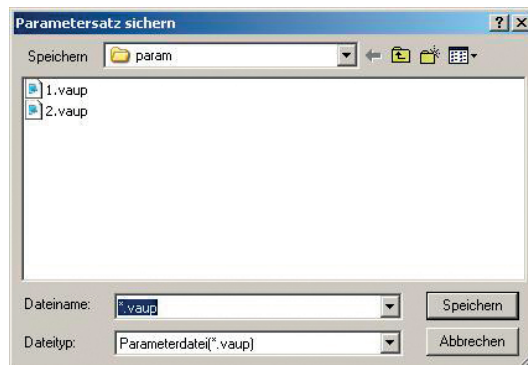 Parametersatz sichern
Speichern param
1.vaup
2.vaup
Dateiname: *.vaup Speichern
Dateityp: Parameterdatei(*.vaup) Abbrechen